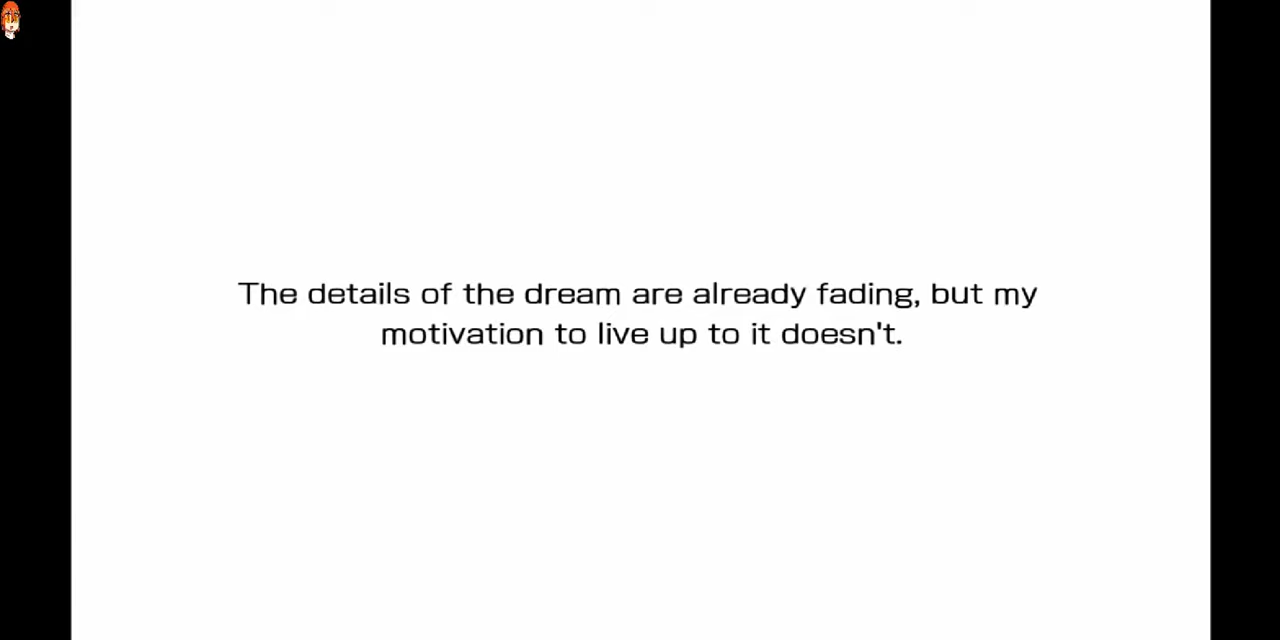 The details of the dream are already fading, but my
motivation to live up to it doesn't.